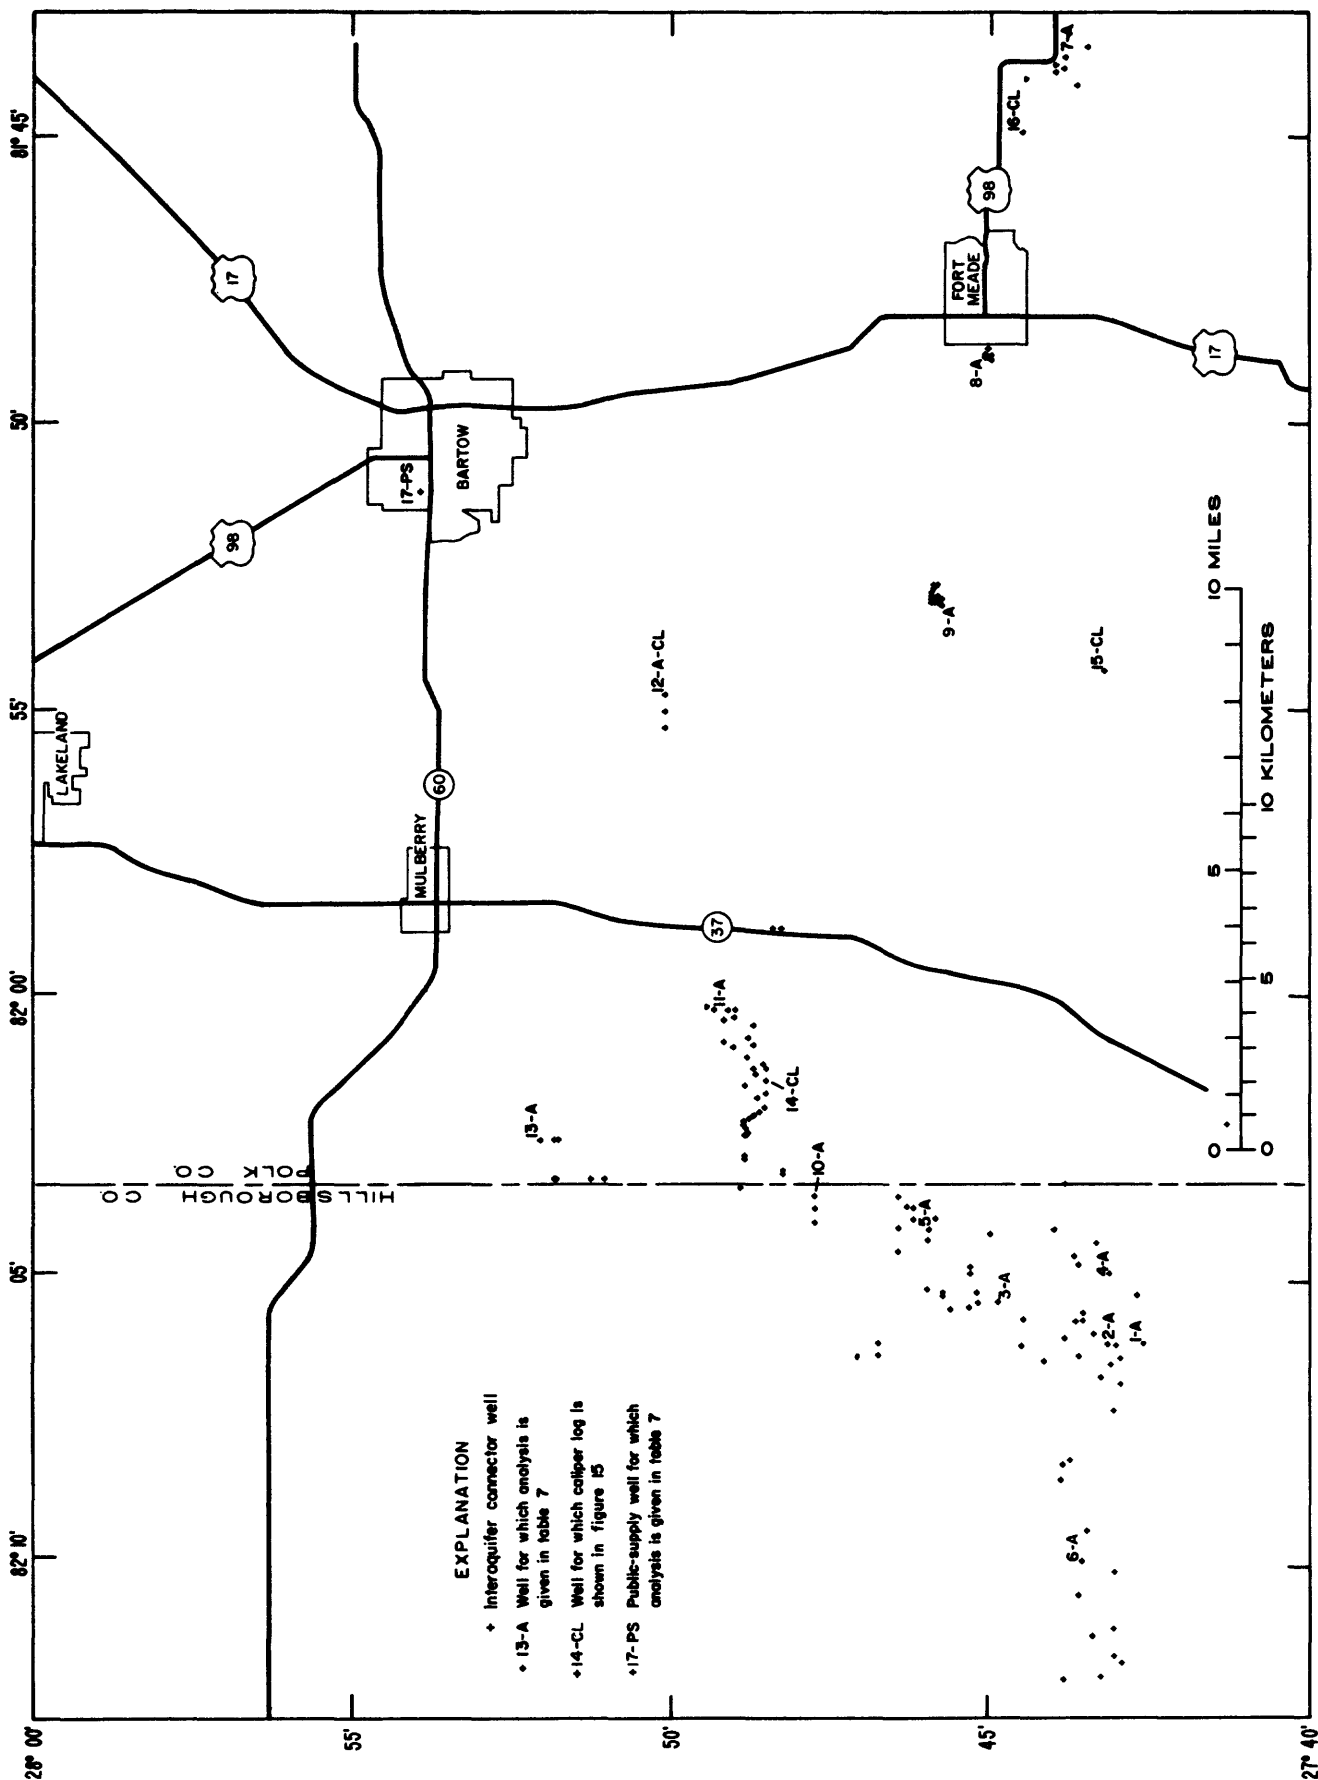 28° 00'
55'
50'
45'
27° 40'
82° 10'
05'
82° 00'
55'
50'
81° 45'
LAKELAND
MULBERRY
BARTOW
FORT
MEADE
17
98
60
37
98
17
HILLSBOROUGH CO.
POLK CO.
17-PS
16-CL
7-A
8-A
9-A
15-CL
12-A-CL
11-A
14-CL
13-A
10-A
5-A
3-A
4-A
2-A
1-A
6-A
EXPLANATION
Interaquifer connector well
13-A Well for which analysis is
given in table 7
14-CL Well for which caliper log is
shown in figure 15
17-PS Public-supply well for which
analysis is given in table 7
0 5 10 MILES
0 5 10 KILOMETERS